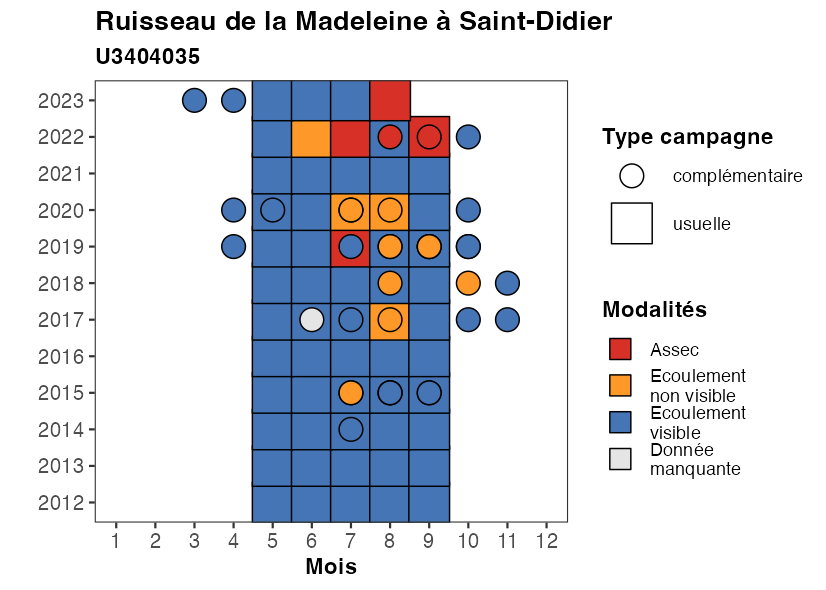 Ruisseau de la Madeleine à Saint-Didier
U3404035
2023
2022
2021
2020
2019
2018
2017
2016
2015
2014
2013
2012
1 2 3 4 5 6 7 8 9 10 11 12
Mois
Type campagne
complémentaire
usuelle
Modalités
Assec
Ecoulement
non visible
Ecoulement
visible
Donnée
manquante